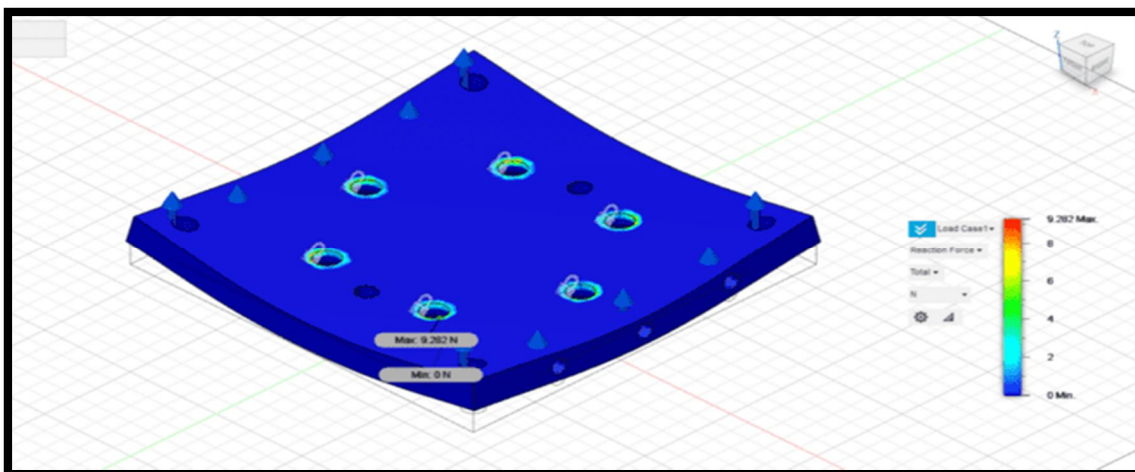 Z
X
Load Case1
Reaction Force
Total
N
9.282 Max.
8
6
4
2
0 Min.
Max: 9.282 N
Min: 0 N